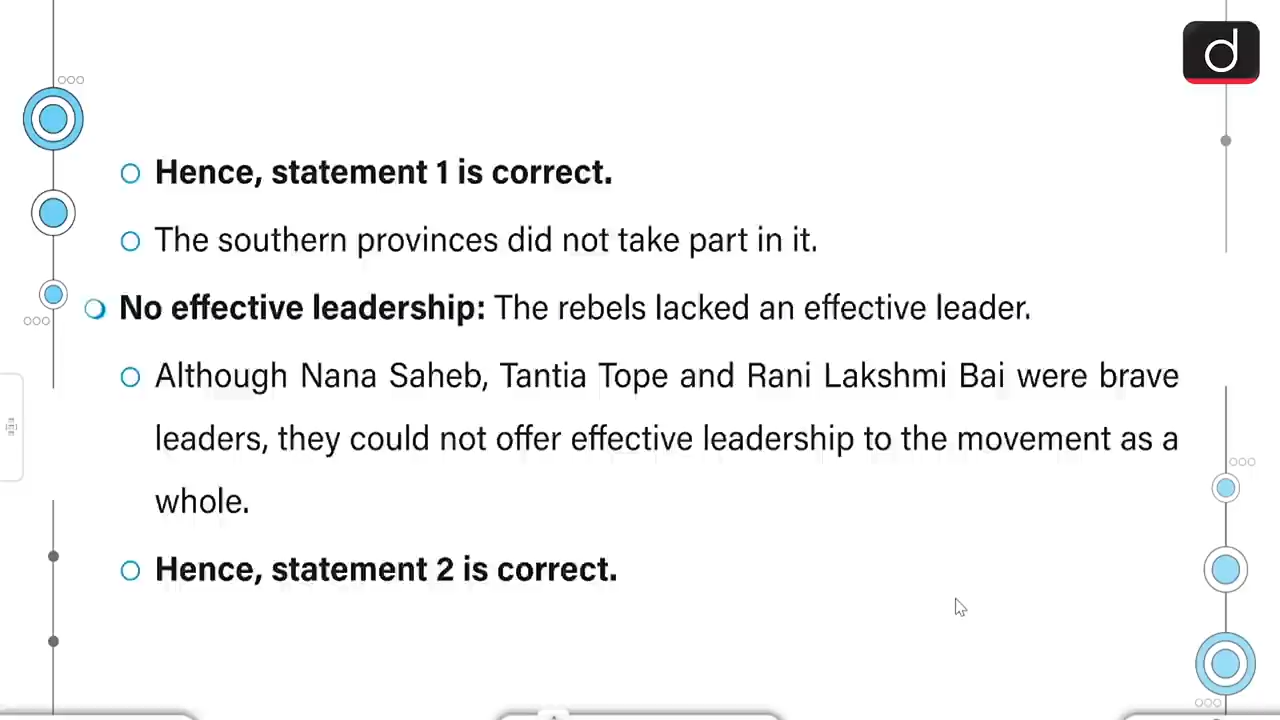 d
Hence, statement 1 is correct.
The southern provinces did not take part in it.
No effective leadership: The rebels lacked an effective leader.
Although Nana Saheb, Tantia Tope and Rani Lakshmi Bai were brave
leaders, they could not offer effective leadership to the movement as a
whole.
Hence, statement 2 is correct.